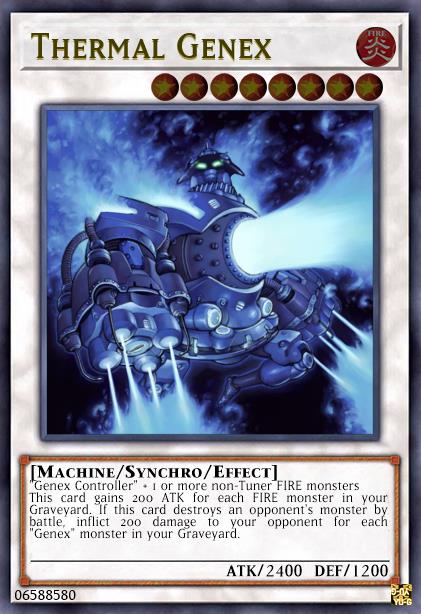 THERMAL GENEX
FIRE
炎
[MACHINE/SYNCHRO/EFFECT]
"Genex Controller" + 1 or more non-Tuner FIRE monsters
This card gains 200 ATK for each FIRE monster in your
Graveyard. If this card destroys an opponent's monster by
battle, inflict 200 damage to your opponent for each
"Genex" monster in your Graveyard.
ATK/2400 DEF/1200
06588580